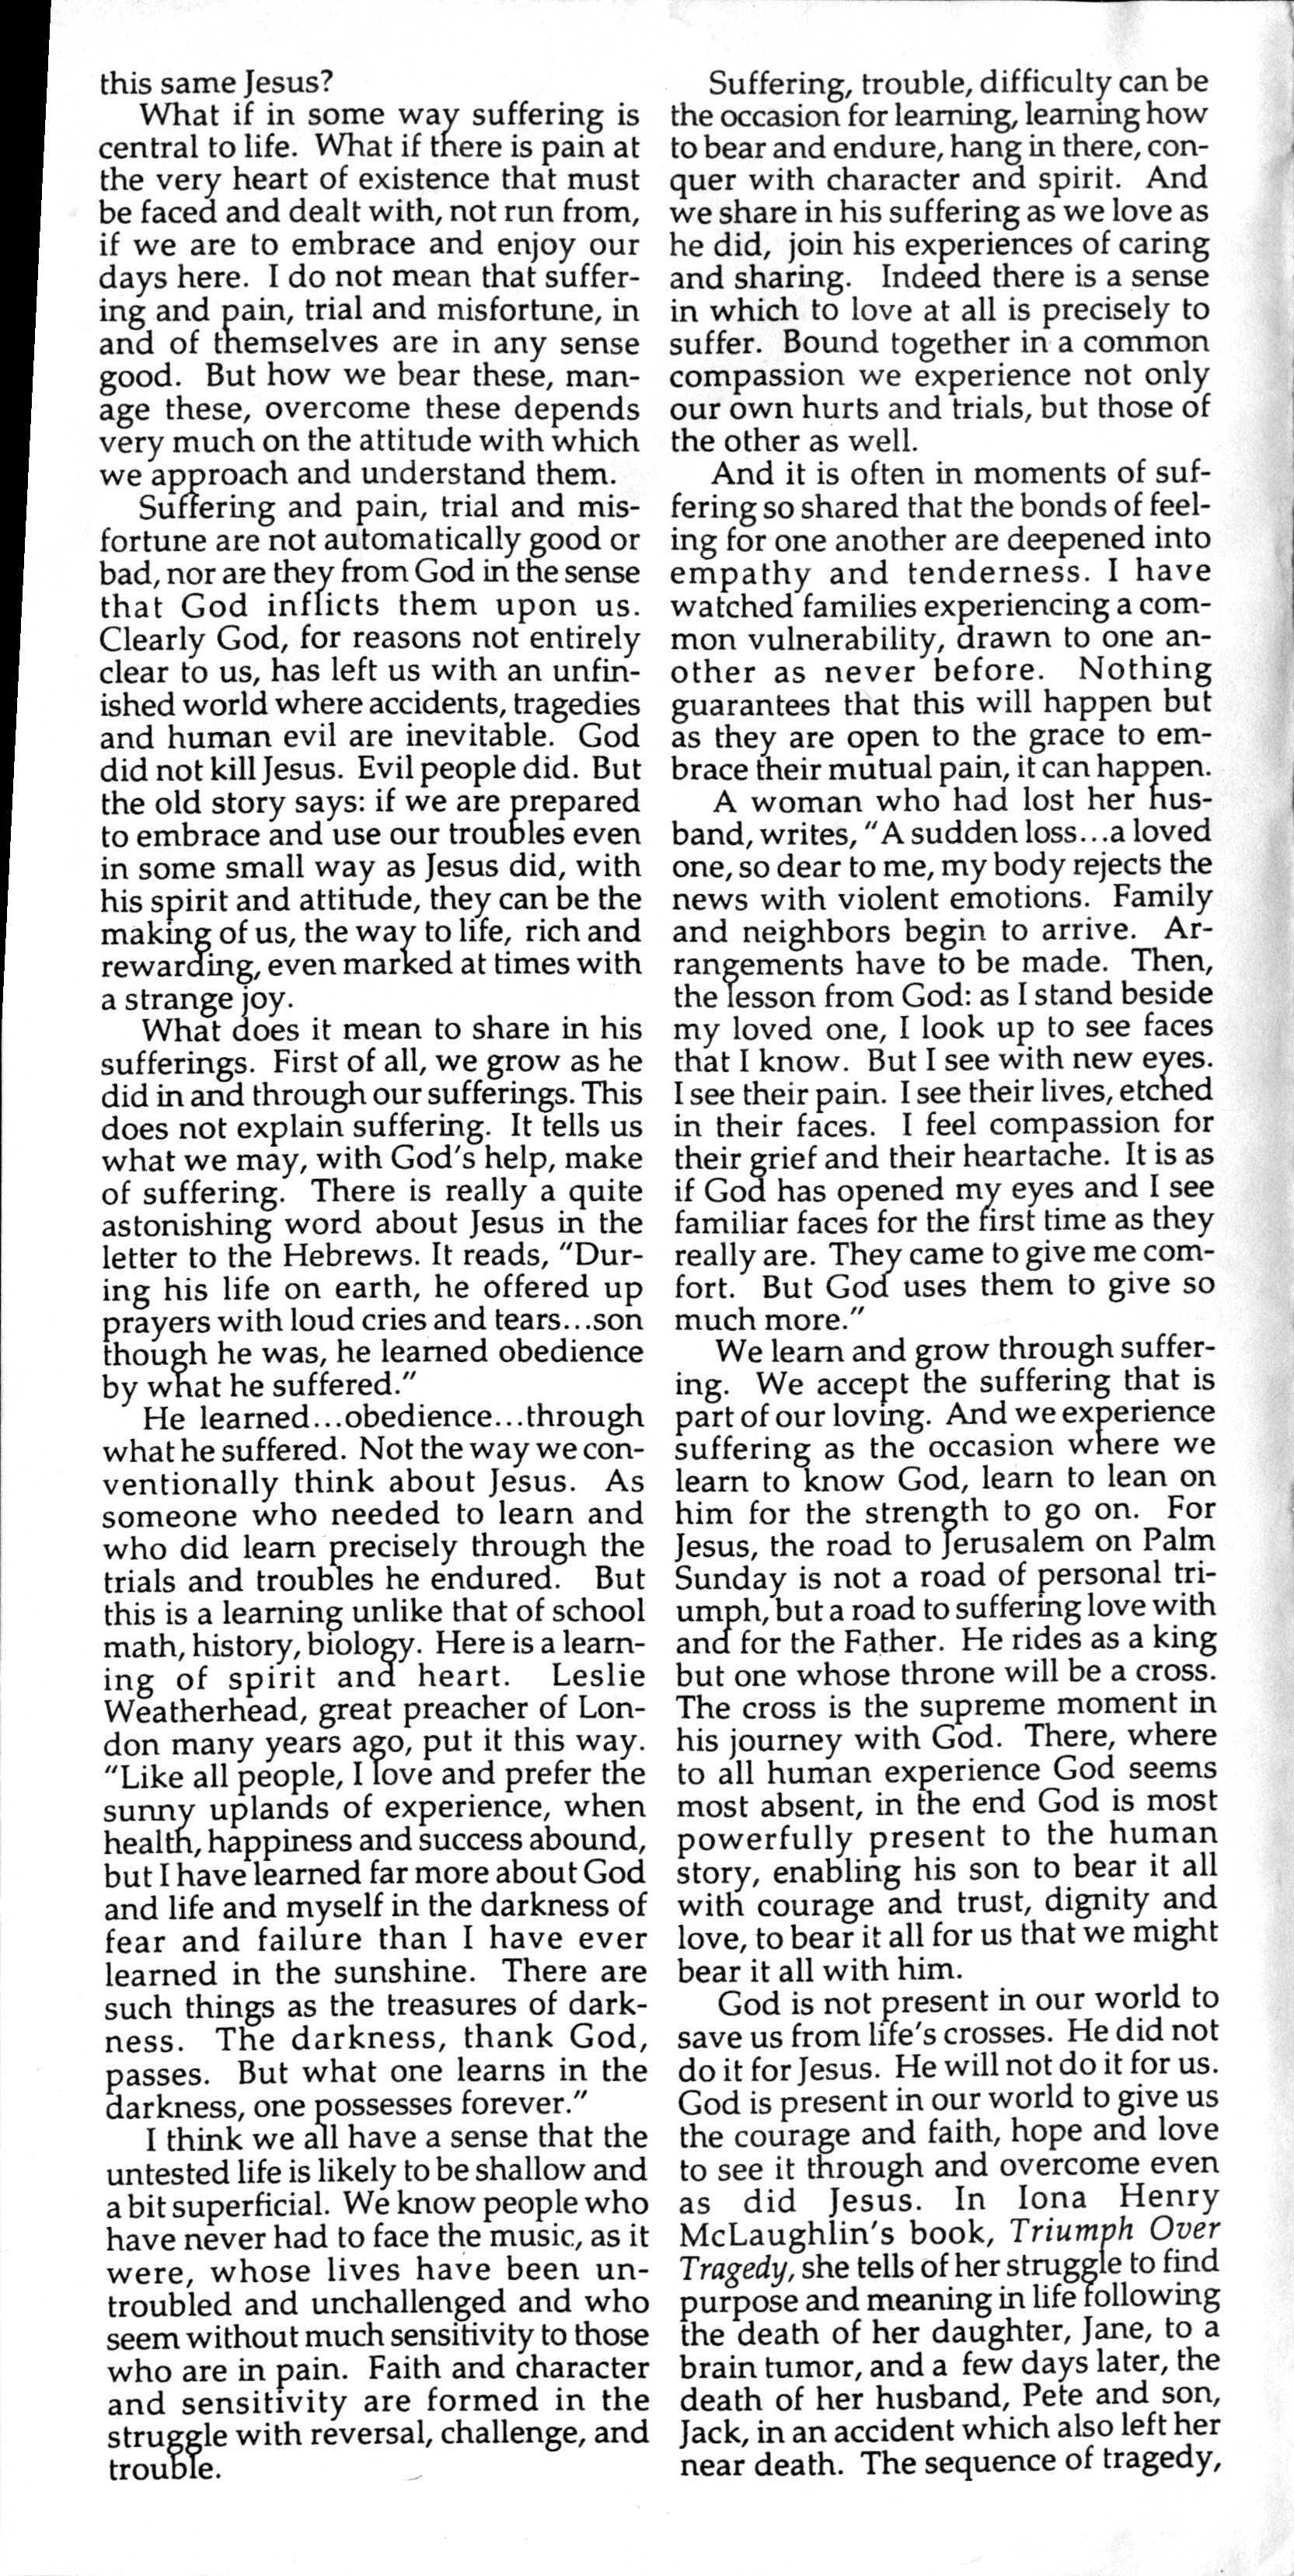 this same Jesus?
What if in some way suffering is
central to life. What if there is pain at
the very heart of existence that must
be faced and dealt with, not run from,
if we are to embrace and enjoy our
days here. I do not mean that suffer-
ing and pain, trial and misfortune, in
and of themselves are in any sense
good. But how we bear these, man-
age these, overcome these depends
very much on the attitude with which
we approach and understand them.
Suffering and pain, trial and mis-
fortune are not automatically good or
bad, nor are they from God in the sense
that God inflicts them upon us.
Clearly God, for reasons not entirely
clear to us, has left us with an unfin-
ished world where accidents, tragedies
and human evil are inevitable. God
did not kill Jesus. Evil people did. But
the old story says: if we are prepared
to embrace and use our troubles even
in some small way as Jesus did, with
his spirit and attitude, they can be the
making of us, the way to life, rich and
rewarding, even marked at times with
a strange joy.
What does it mean to share in his
sufferings. First of all, we grow as he
did in and through our sufferings. This
does not explain suffering. It tells us
what we may, with God's help, make
of suffering. There is really a quite
astonishing word about Jesus in the
letter to the Hebrews. It reads, "Dur-
ing his life on earth, he offered up
prayers with loud cries and tears...son
though he was, he learned obedience
by what he suffered."
He learned...obedience...through
what he suffered. Not the way we con-
ventionally think about Jesus. As
someone who needed to learn and
who did learn precisely through the
trials and troubles he endured. But
this is a learning unlike that of school
math, history, biology. Here is a learn-
ing of spirit and heart. Leslie
Weatherhead, great preacher of Lon-
don many years ago, put it this way.
"Like all people, I love and prefer the
sunny uplands of experience, when
health, happiness and success abound,
but I have learned far more about God
and life and myself in the darkness of
fear and failure than I have ever
learned in the sunshine. There are
such things as the treasures of dark-
ness. The darkness, thank God,
passes. But what one learns in the
darkness, one possesses forever."
I think we all have a sense that the
untested life is likely to be shallow and
a bit superficial. We know people who
have never had to face the music, as it
were, whose lives have been un-
troubled and unchallenged and who
seem without much sensitivity to those
who are in pain. Faith and character
and sensitivity are formed in the
struggle with reversal, challenge, and
trouble.
Suffering, trouble, difficulty can be
the occasion for learning, learning how
to bear and endure, hang in there, con-
quer with character and spirit. And
we share in his suffering as we love as
he did, join his experiences of caring
and sharing. Indeed there is a sense
in which to love at all is precisely to
suffer. Bound together in a common
compassion we experience not only
our own hurts and trials, but those of
the other as well.
And it is often in moments of suf-
fering so shared that the bonds of feel-
ing for one another are deepened into
empathy and tenderness. I have
watched families experiencing a com-
mon vulnerability, drawn to one an-
other as never before. Nothing
guarantees that this will happen but
as they are open to the grace to em-
brace their mutual pain, it can happen.
A woman who had lost her hus-
band, writes, "A sudden loss...a loved
one, so dear to me, my body rejects the
news with violent emotions. Family
and neighbors begin to arrive. Ar-
rangements have to be made. Then,
the lesson from God: as I stand beside
my loved one, I look up to see faces
that I know. But I see with new eyes.
I see their pain. I see their lives, etched
in their faces. I feel compassion for
their grief and their heartache. It is as
if God has opened my eyes and I see
familiar faces for the first time as they
really are. They came to give me com-
fort. But God uses them to give so
much more."
We learn and grow through suffer-
ing. We accept the suffering that is
part of our loving. And we experience
suffering as the occasion where we
learn to know God, learn to lean on
him for the strength to go on. For
Jesus, the road to Jerusalem on Palm
Sunday is not a road of personal tri-
umph, but a road to suffering love with
and for the Father. He rides as a king
but one whose throne will be a cross.
The cross is the supreme moment in
his journey with God. There, where
to all human experience God seems
most absent, in the end God is most
powerfully present to the human
story, enabling his son to bear it all
with courage and trust, dignity and
love, to bear it all for us that we might
bear it all with him.
God is not present in our world to
save us from life's crosses. He did not
do it for Jesus. He will not do it for us.
God is present in our world to give us
the courage and faith, hope and love
to see it through and overcome even
as did Jesus. In Iona Henry
McLaughlin's book, Triumph Over
Tragedy, she tells of her struggle to find
purpose and meaning in life following
the death of her daughter, Jane, to a
brain tumor, and a few days later, the
death of her husband, Pete and son,
Jack, in an accident which also left her
near death. The sequence of tragedy,